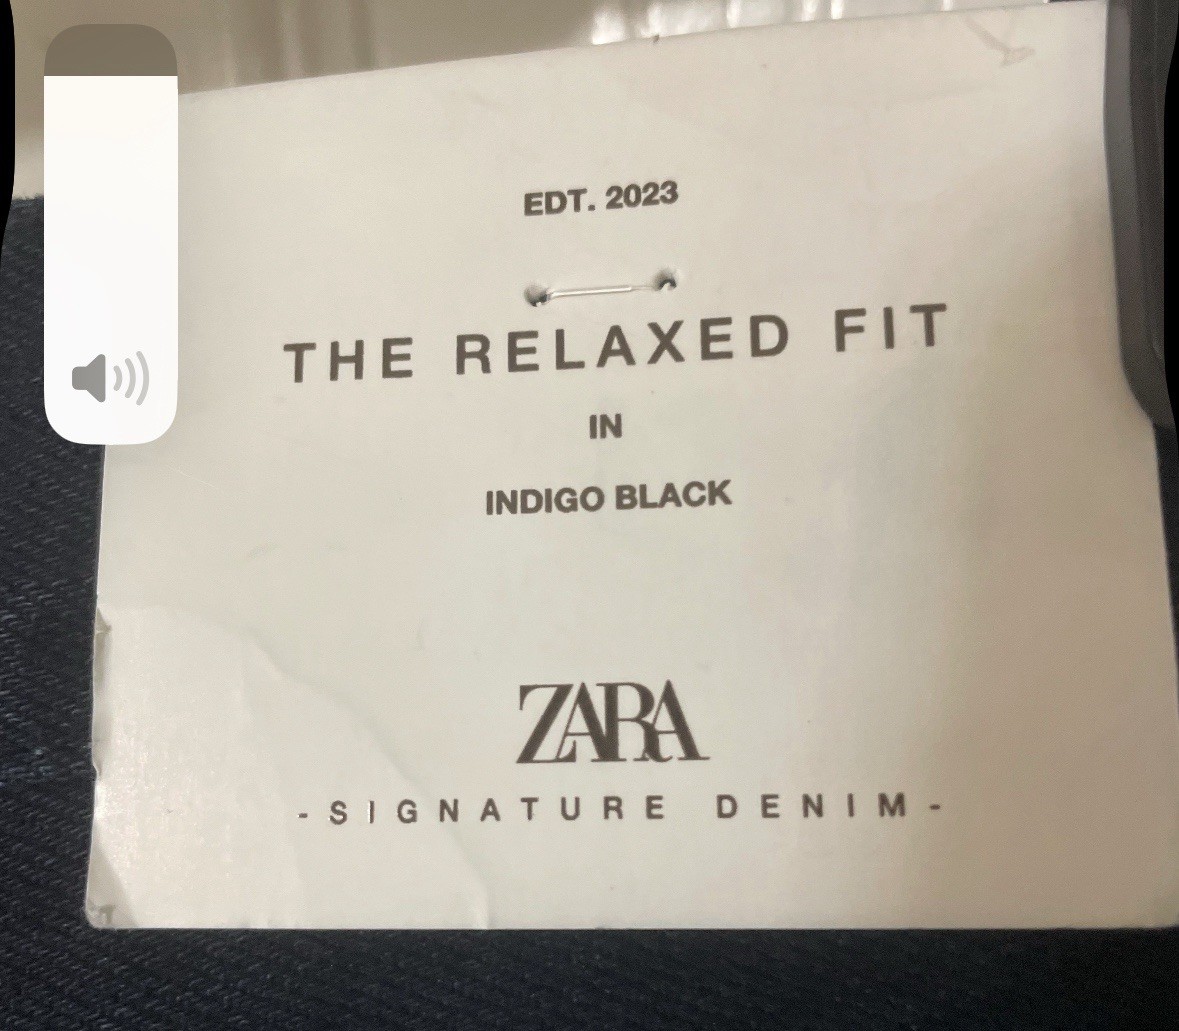 EDT. 2023
THE RELAXED FIT
IN
INDIGO BLACK
ZARA
-SIGNATURE DENIM-